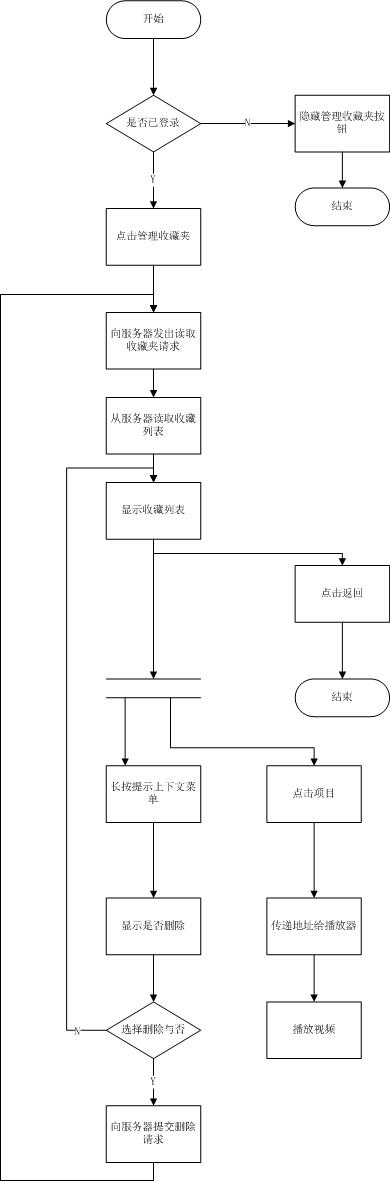 开始
是否已登录
N
隐藏管理收藏夹按
钮
Y
结束
点击管理收藏夹
向服务器发出读取
收藏夹请求
从服务器读取收藏
列表
显示收藏列表
点击返回
结束
长按提示上下文菜
单
点击项目
显示是否删除
传递地址给播放器
选择删除与否
N
播放视频
Y
向服务器提交删除
请求